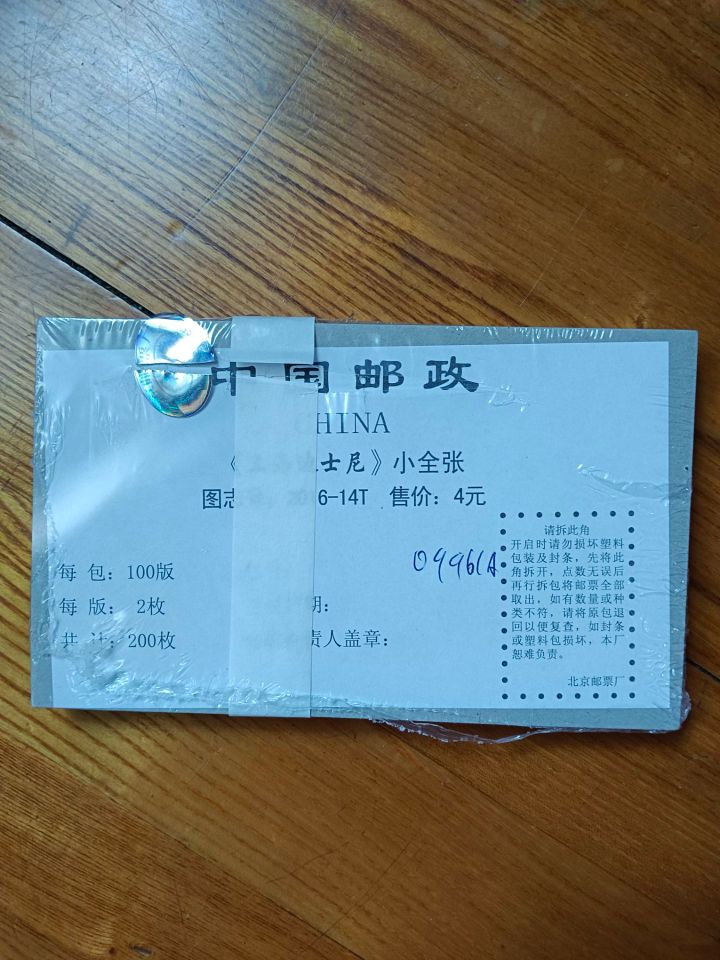 中国邮政
CHINA
士尼》小全张
6-14T 售价：4元
每 包：100版
每 版： 2枚
共 计：200枚
期：
责人盖章：
09961A
请拆此角
开启时请勿损坏塑料
包装及封条，先将此
角拆开，点数无误后
再行拆包将邮票全部
取出，如有数量或种
类不符，请将原包退
回以便复查，如封条
或塑料包损坏，本厂
恕难负责。
北京邮票厂